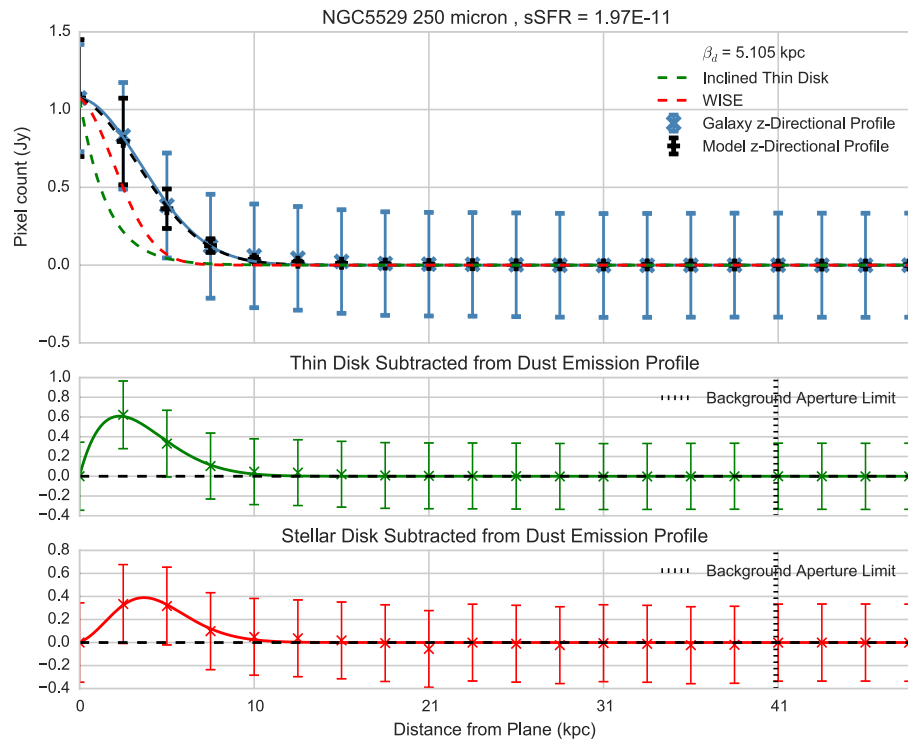 NGC5529 250 micron , sSFR = 1.97E-11
1.5
1.0
0.5
0.0
−0.5
Pixel count (Jy)
β_d = 5.105 kpc
Inclined Thin Disk
WISE
Galaxy z-Directional Profile
Model z-Directional Profile
Thin Disk Subtracted from Dust Emission Profile
1.0
0.8
0.6
0.4
0.2
0.0
−0.2
−0.4
Background Aperture Limit
Stellar Disk Subtracted from Dust Emission Profile
0.8
0.6
0.4
0.2
0.0
−0.2
−0.4
Background Aperture Limit
0 10 21 31 41
Distance from Plane (kpc)